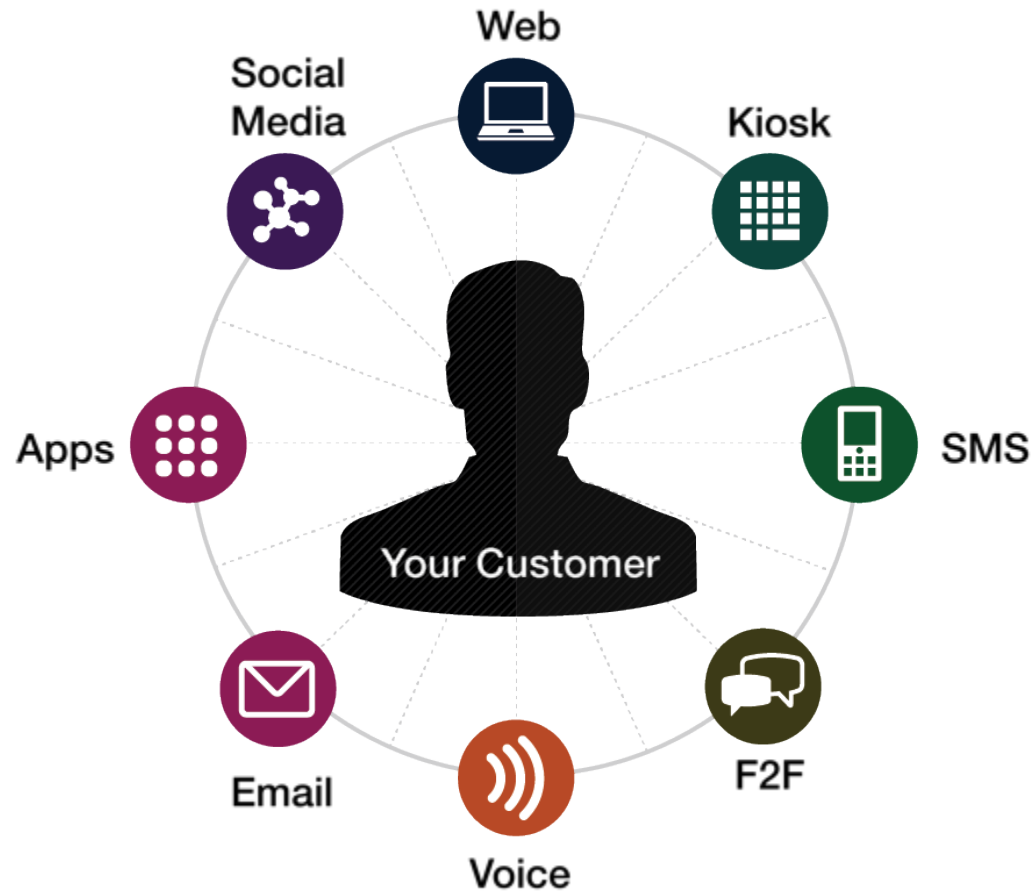 Web
Social
Media
Kiosk
Apps
SMS
Your Customer
Email
F2F
Voice